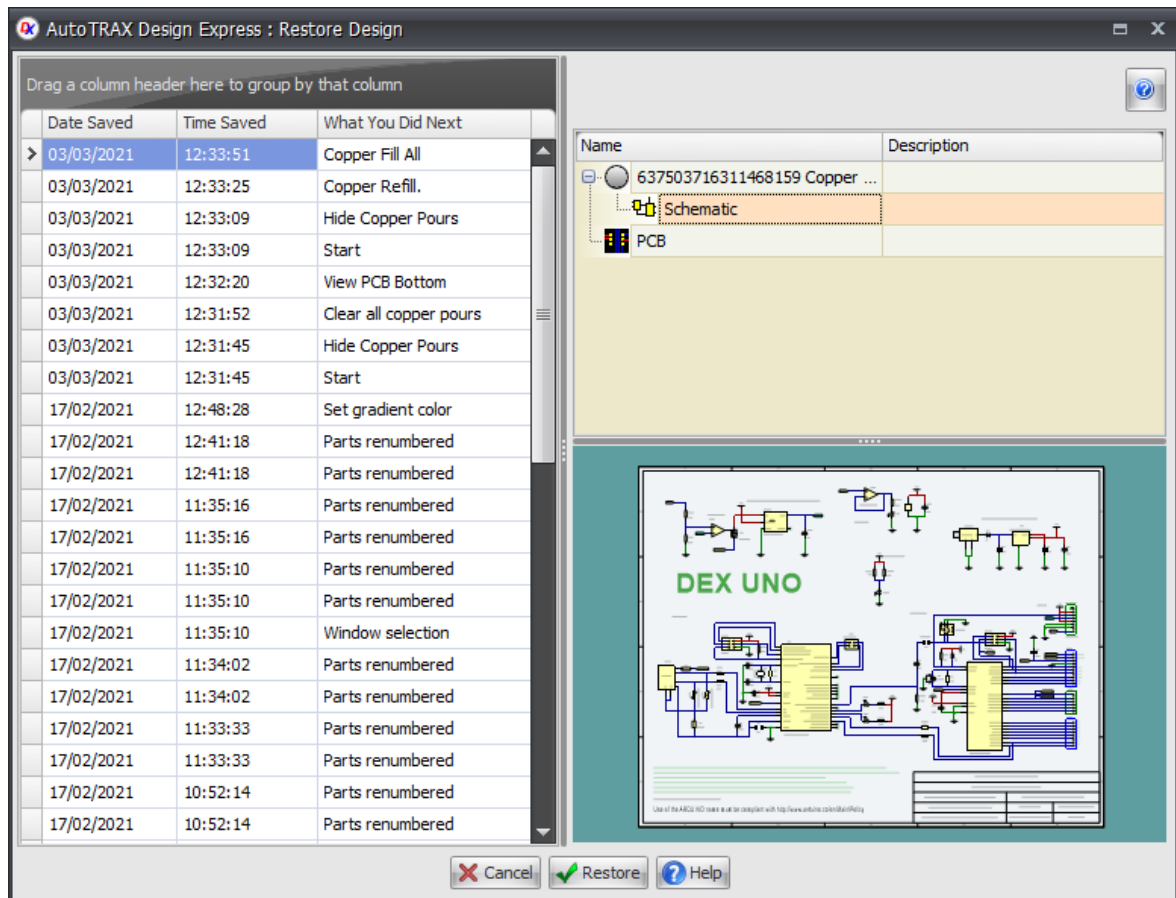 AutoTRAX Design Express : Restore Design
Drag a column header here to group by that column
Date Saved Time Saved What You Did Next
03/03/2021 12:33:51 Copper Fill All
03/03/2021 12:33:25 Copper Refill.
03/03/2021 12:33:09 Hide Copper Pours
03/03/2021 12:33:09 Start
03/03/2021 12:32:20 View PCB Bottom
03/03/2021 12:31:52 Clear all copper pours
03/03/2021 12:31:45 Hide Copper Pours
03/03/2021 12:31:45 Start
17/02/2021 12:48:28 Set gradient color
17/02/2021 12:41:18 Parts renumbered
17/02/2021 12:41:18 Parts renumbered
17/02/2021 11:35:16 Parts renumbered
17/02/2021 11:35:16 Parts renumbered
17/02/2021 11:35:10 Parts renumbered
17/02/2021 11:35:10 Parts renumbered
17/02/2021 11:35:10 Window selection
17/02/2021 11:34:02 Parts renumbered
17/02/2021 11:34:02 Parts renumbered
17/02/2021 11:33:33 Parts renumbered
17/02/2021 11:33:33 Parts renumbered
17/02/2021 10:52:14 Parts renumbered
17/02/2021 10:52:14 Parts renumbered
Name Description
637503716311468159 Copper ...
Schematic
PCB
DEX UNO
Use of the ARDUINO name must be compliant with
Cancel Restore Help